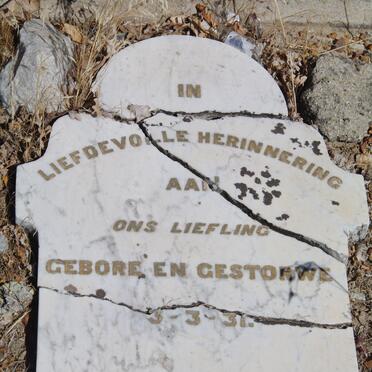 IN
LIEFDEVOLLE HERINNERING
AAN
ONS LIEFLING
GEBORE EN GESTORWE
3-3-31.